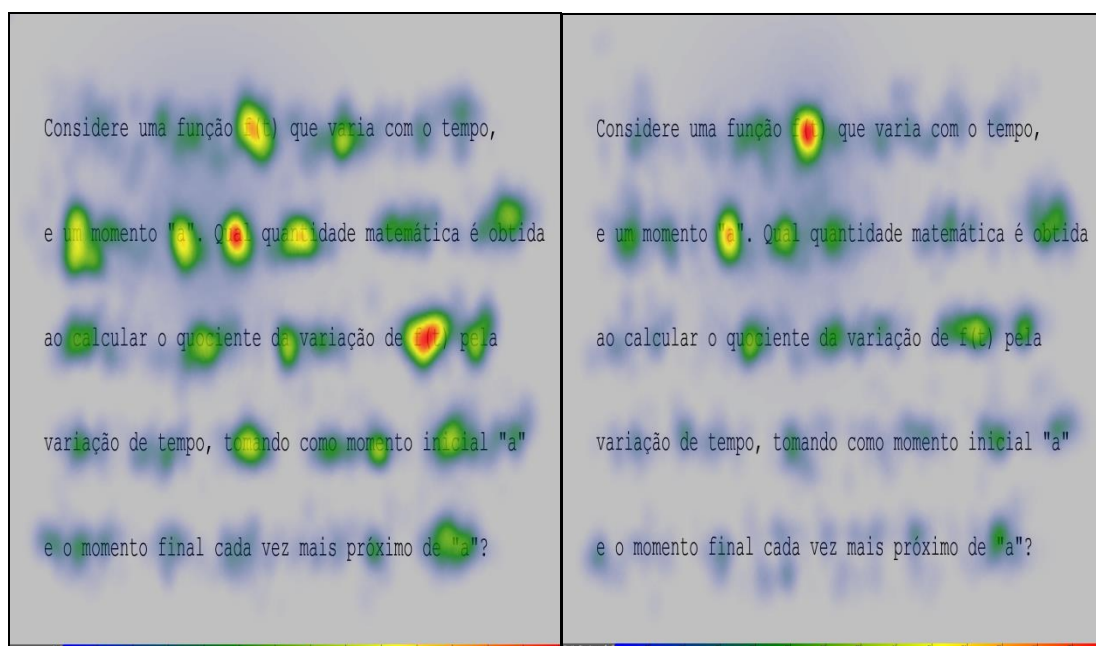 Considere uma função f(t) que varia com o tempo,
e um momento "a". Qual quantidade matemática é obtida
ao calcular o quociente da variação de f(t) pela
variação de tempo, tomando como momento inicial "a"
e o momento final cada vez mais próximo de "a"?
Considere uma função f(t) que varia com o tempo,
e um momento "a". Qual quantidade matemática é obtida
ao calcular o quociente da variação de f(t) pela
variação de tempo, tomando como momento inicial "a"
e o momento final cada vez mais próximo de "a"?